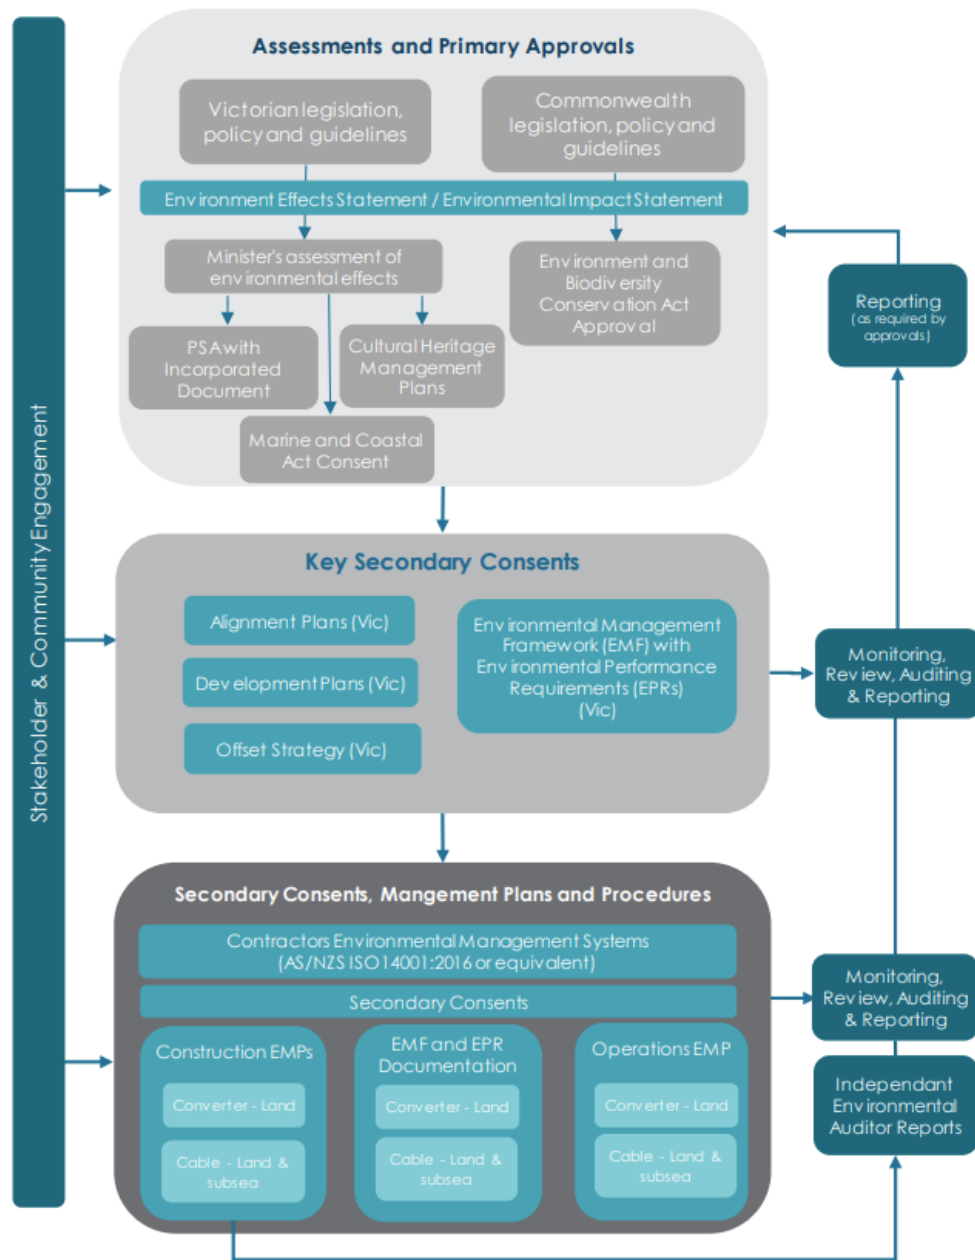 Assessments and Primary Approvals
Victorian legislation,
policy and guidelines
Commonwealth
legislation, policy and
guidelines
Environment Effects Statement / Environmental Impact Statement
Minister's assessment of
environmental effects
Environment and
Biodiversity
Conservation Act
Approval
PSA with
Incorporated
Document
Cultural Heritage
Management
Plans
Marine and Coastal
Act Consent
Reporting
(as required by
approvals)
Stakeholder & Community Engagement
Key Secondary Consents
Alignment Plans (Vic)
Development Plans (Vic)
Offset Strategy (Vic)
Environmental Management
Framework (EMF) with
Environmental Performance
Requirements (EPRs)
(Vic)
Monitoring,
Review, Auditing
& Reporting
Secondary Consents, Mangement Plans and Procedures
Contractors Environmental Management Systems
(AS/NZS ISO 14001:2016 or equivalent)
Secondary Consents
Construction EMPs
Converter - Land
Cable - Land &
subsea
EMF and EPR
Documentation
Converter - Land
Cable - Land &
subsea
Operations EMP
Converter - Land
Cable - Land &
subsea
Monitoring,
Review, Auditing
& Reporting
Independant
Environmental
Auditor Reports